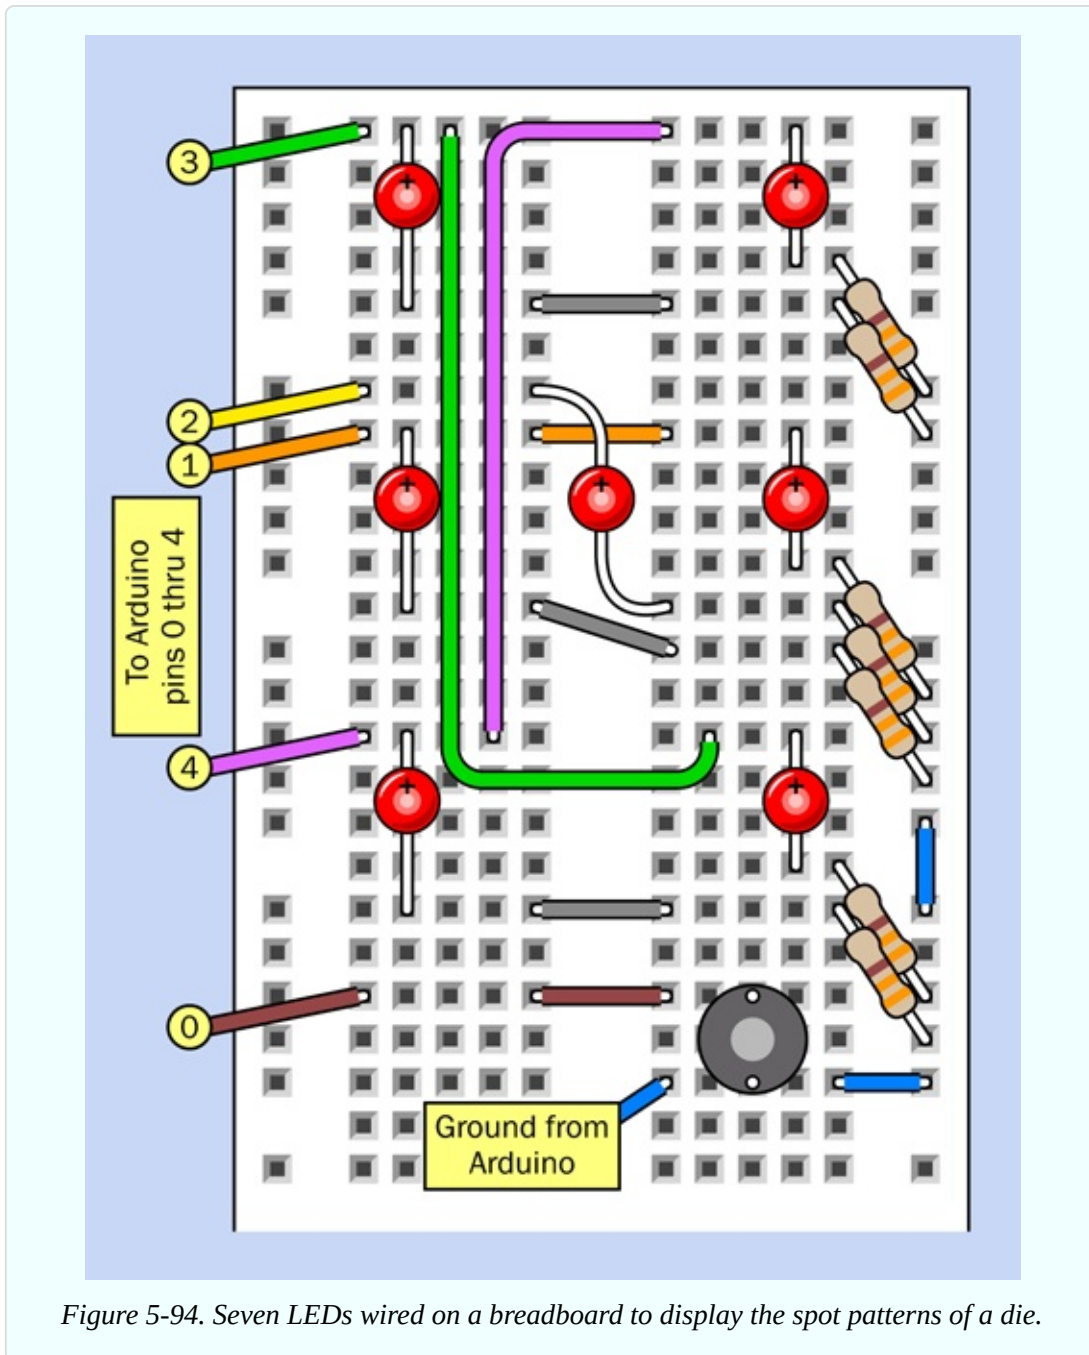 3
2
1
To Arduino
pins 0 thru 4
4
0
Ground from
Arduino
Figure 5-94. Seven LEDs wired on a breadboard to display the spot patterns of a die.